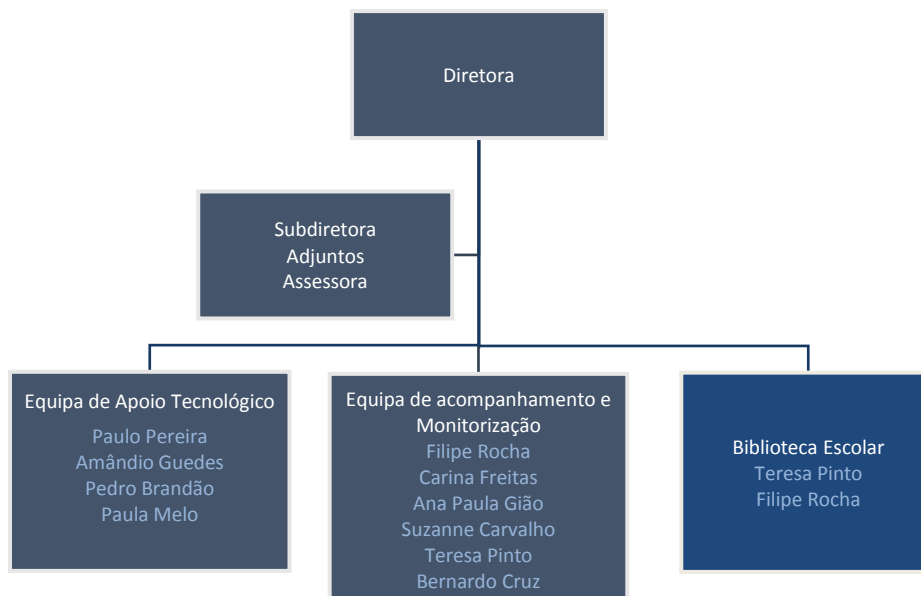 Diretora
Subdiretora
Adjuntos
Assessora
Equipa de Apoio Tecnológico
Paulo Pereira
Amândio Guedes
Pedro Brandão
Paula Melo
Equipa de acompanhamento e
Monitorização
Filipe Rocha
Carina Freitas
Ana Paula Gião
Suzanne Carvalho
Teresa Pinto
Bernardo Cruz
Biblioteca Escolar
Teresa Pinto
Filipe Rocha